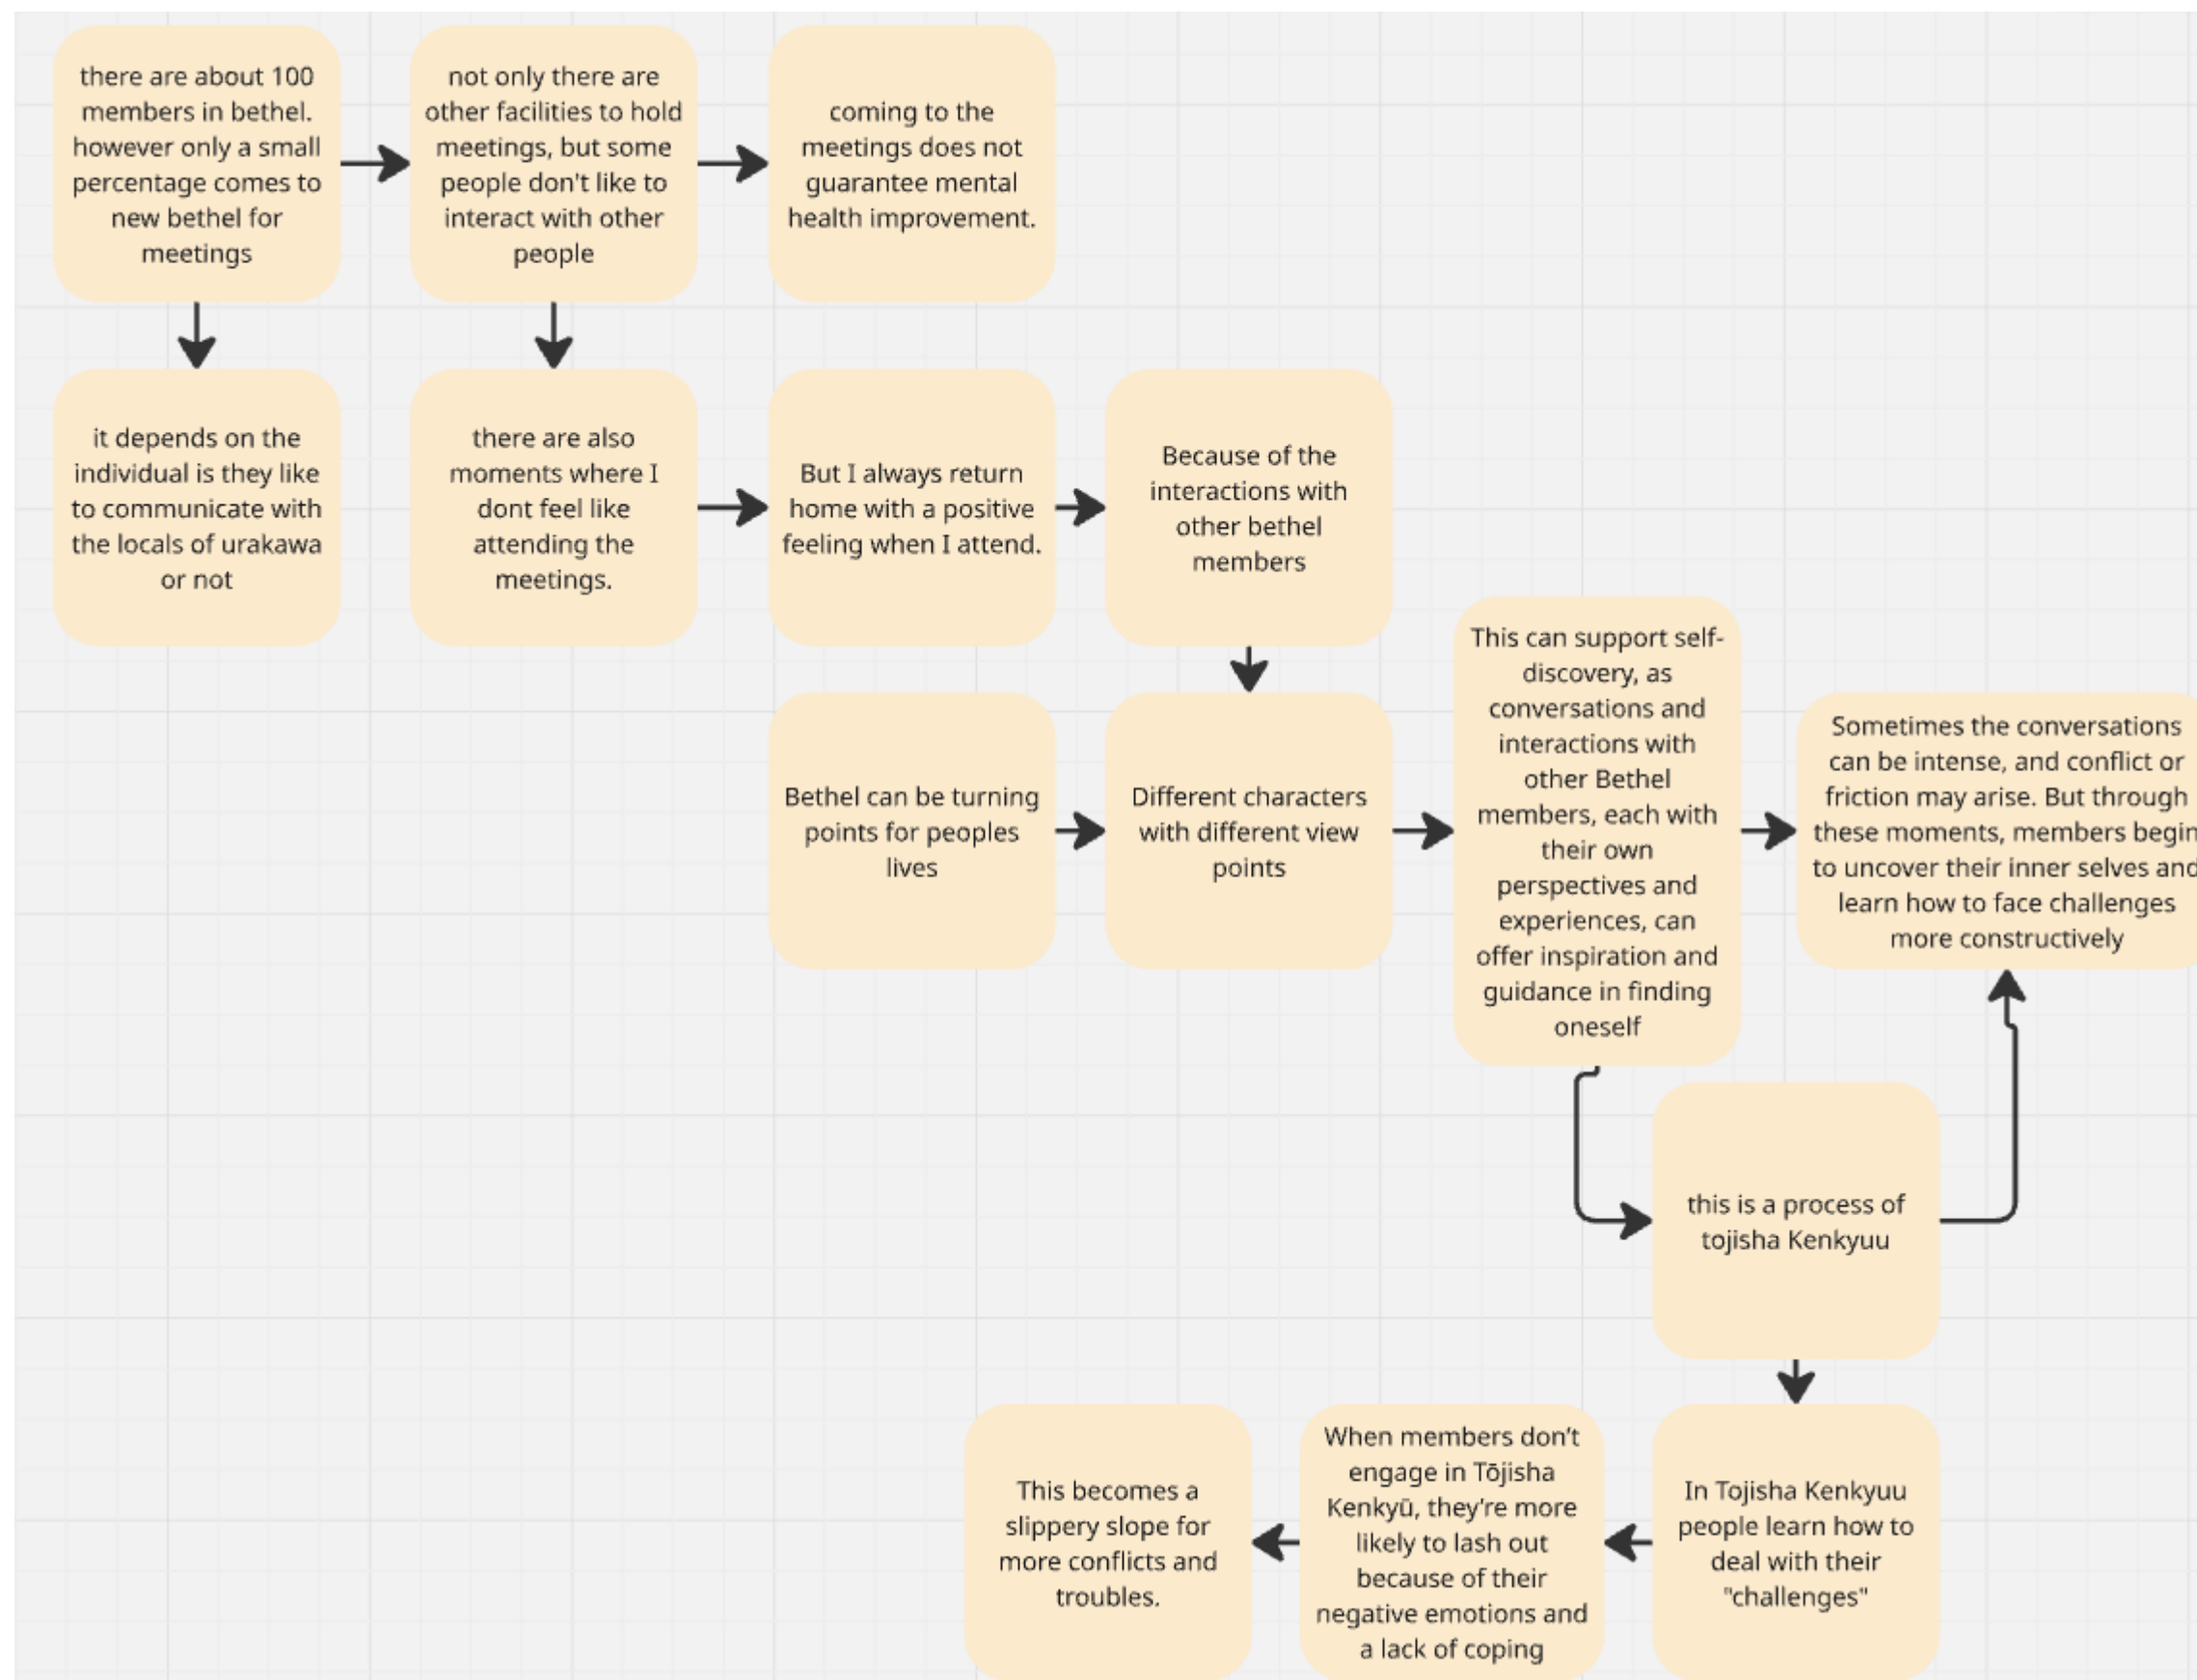 there are about 100
members in bethel.
however only a small
percentage comes to
new bethel for
meetings
not only there are
other facilities to hold
meetings, but some
people don't like to
interact with other
people
coming to the
meetings does not
guarantee mental
health improvement.
it depends on the
individual is they like
to communicate with
the locals of urakawa
or not
there are also
moments where I
dont feel like
attending the
meetings.
But I always return
home with a positive
feeling when I attend.
Because of the
interactions with
other bethel
members
Bethel can be turning
points for peoples
lives
Different characters
with different view
points
This can support self-
discovery, as
conversations and
interactions with
other Bethel
members, each with
their own
perspectives and
experiences, can
offer inspiration and
guidance in finding
oneself
Sometimes the conversations
can be intense, and conflict or
friction may arise. But through
these moments, members begin
to uncover their inner selves and
learn how to face challenges
more constructively
this is a process of
tojisha Kenkyuu
In Tojisha Kenkyuu
people learn how to
deal with their
"challenges"
When members don’t
engage in Tōjisha
Kenkyū, they’re more
likely to lash out
because of their
negative emotions and
a lack of coping
This becomes a
slippery slope for
more conflicts and
troubles.